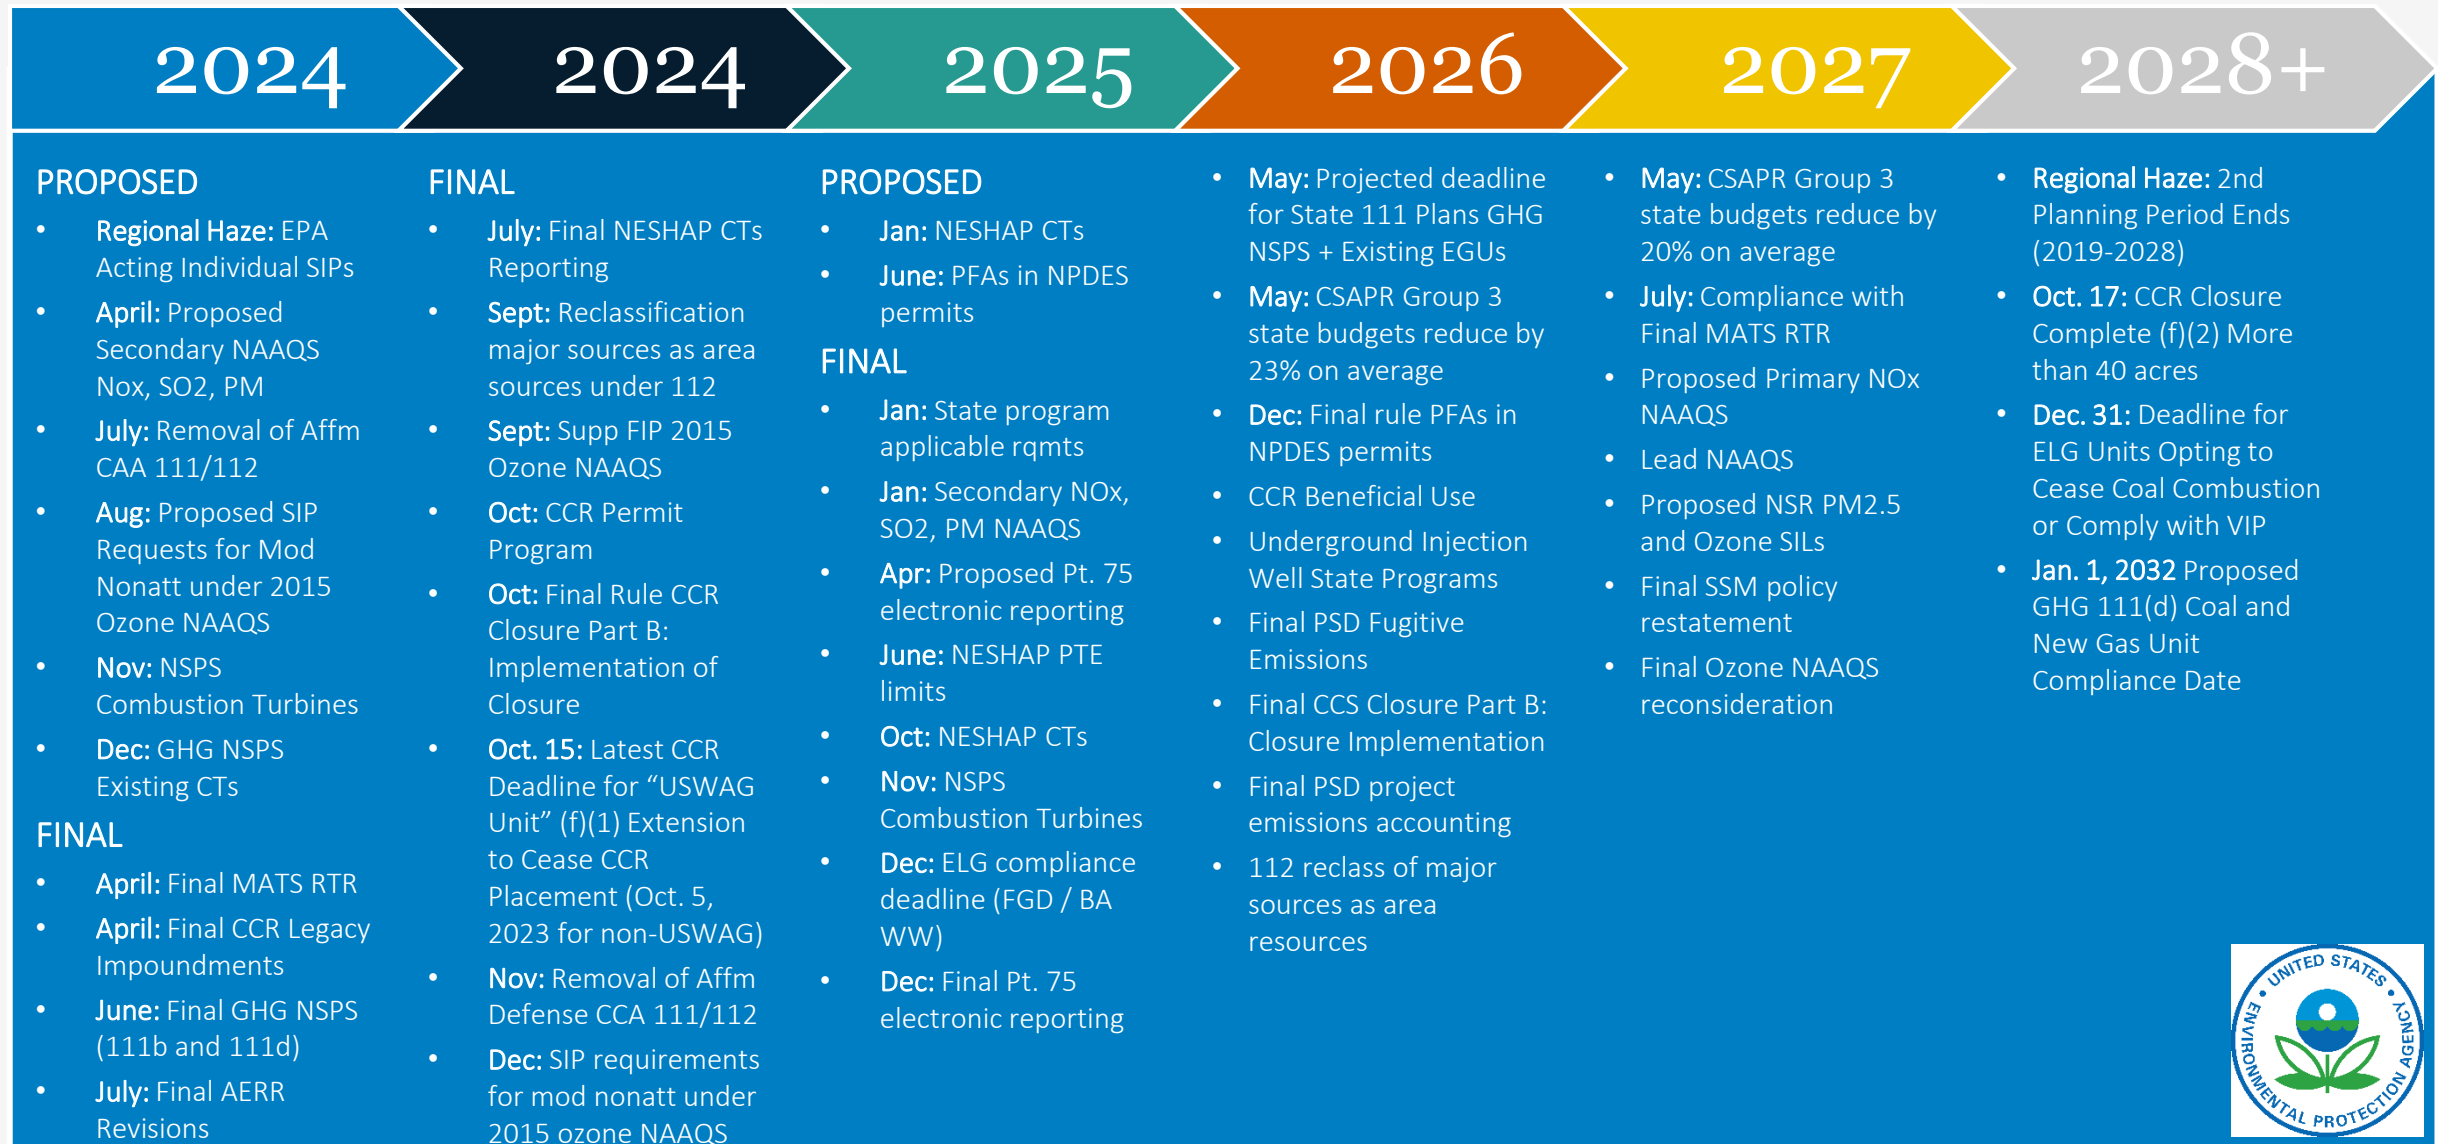 2024
2024
2025
2026
2027
2028+
PROPOSED
• Regional Haze: EPA
Acting Individual SIPs
• April: Proposed
Secondary NAAQS
Nox, SO2, PM
• July: Removal of Affm
CAA 111/112
• Aug: Proposed SIP
Requests for Mod
Nonatt under 2015
Ozone NAAQS
• Nov: NSPS
Combustion Turbines
• Dec: GHG NSPS
Existing CTs
FINAL
• April: Final MATS RTR
• April: Final CCR Legacy
Impoundments
• June: Final GHG NSPS
(111b and 111d)
• July: Final AERR
Revisions
FINAL
• July: Final NESHAP CTs
Reporting
• Sept: Reclassification
major sources as area
sources under 112
• Sept: Supp FIP 2015
Ozone NAAQS
• Oct: CCR Permit
Program
• Oct: Final Rule CCR
Closure Part B:
Implementation of
Closure
• Oct. 15: Latest CCR
Deadline for “USWAG
Unit” (f)(1) Extension
to Cease CCR
Placement (Oct. 5,
2023 for non-USWAG)
• Nov: Removal of Affm
Defense CCA 111/112
• Dec: SIP requirements
for mod nonatt under
2015 ozone NAAQS
PROPOSED
• Jan: NESHAP CTs
• June: PFAs in NPDES
permits
FINAL
• Jan: State program
applicable rqmts
• Jan: Secondary NOx,
SO2, PM NAAQS
• Apr: Proposed Pt. 75
electronic reporting
• June: NESHAP PTE
limits
• Oct: NESHAP CTs
• Nov: NSPS
Combustion Turbines
• Dec: ELG compliance
deadline (FGD / BA
WW)
• Dec: Final Pt. 75
electronic reporting
• May: Projected deadline
for State 111 Plans GHG
NSPS + Existing EGUs
• May: CSAPR Group 3
state budgets reduce by
23% on average
• Dec: Final rule PFAs in
NPDES permits
• CCR Beneficial Use
• Underground Injection
Well State Programs
• Final PSD Fugitive
Emissions
• Final CCS Closure Part B:
Closure Implementation
• Final PSD project
emissions accounting
• 112 reclass of major
sources as area
resources
• May: CSAPR Group 3
state budgets reduce by
20% on average
• July: Compliance with
Final MATS RTR
• Proposed Primary NOx
NAAQS
• Lead NAAQS
• Proposed NSR PM2.5
and Ozone SILs
• Final SSM policy
restatement
• Final Ozone NAAQS
reconsideration
• Regional Haze: 2nd
Planning Period Ends
(2019-2028)
• Oct. 17: CCR Closure
Complete (f)(2) More
than 40 acres
• Dec. 31: Deadline for
ELG Units Opting to
Cease Coal Combustion
or Comply with VIP
• Jan. 1, 2032 Proposed
GHG 111(d) Coal and
New Gas Unit
Compliance Date
• UNITED STATES •
ENVIRONMENTAL PROTECTION AGENCY